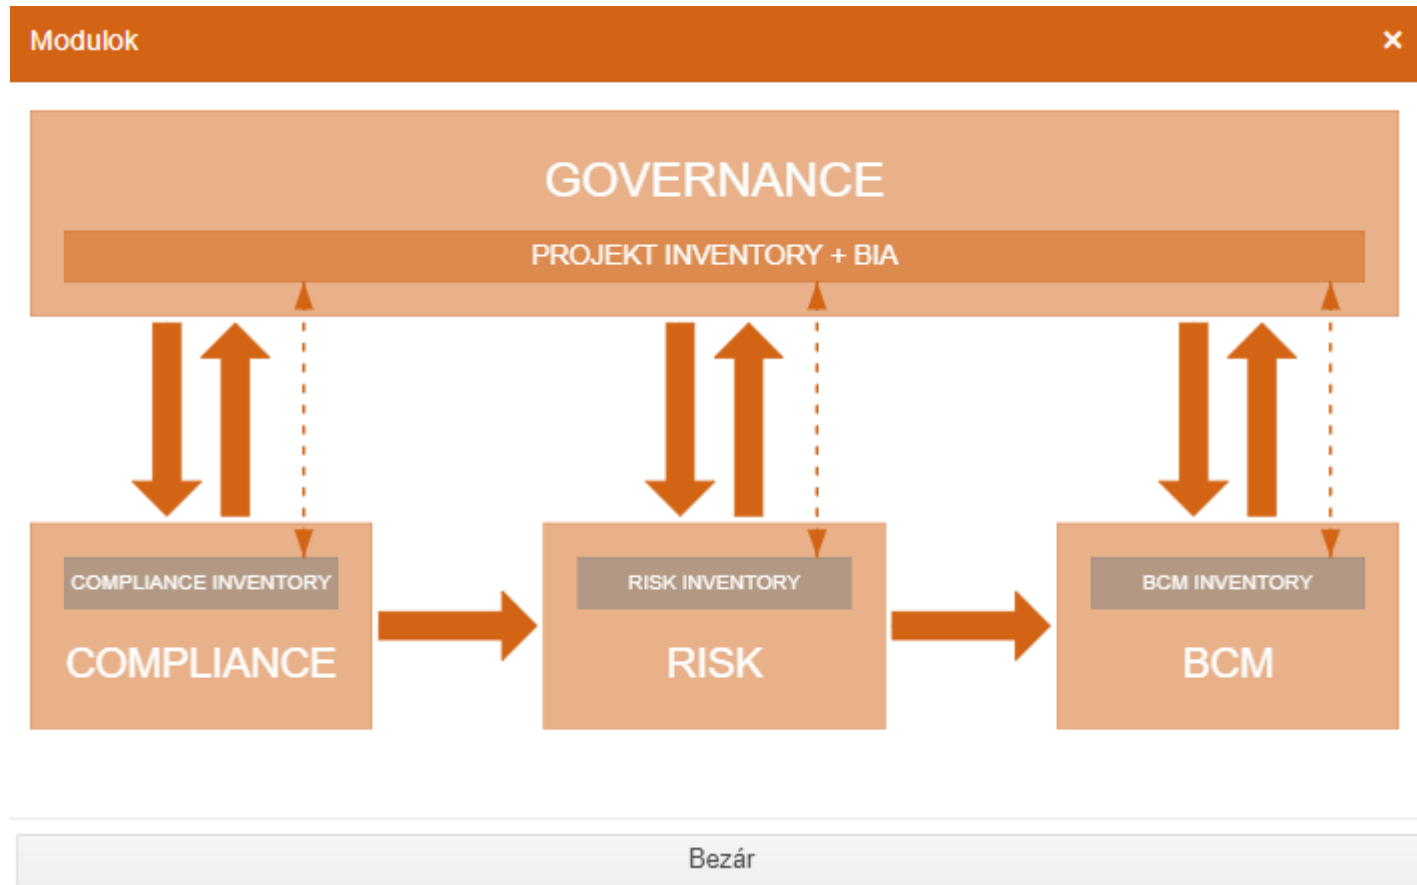 Modulok ×
GOVERNANCE
PROJEKT INVENTORY + BIA
COMPLIANCE INVENTORY
COMPLIANCE
RISK INVENTORY
RISK
BCM INVENTORY
BCM
Bezár